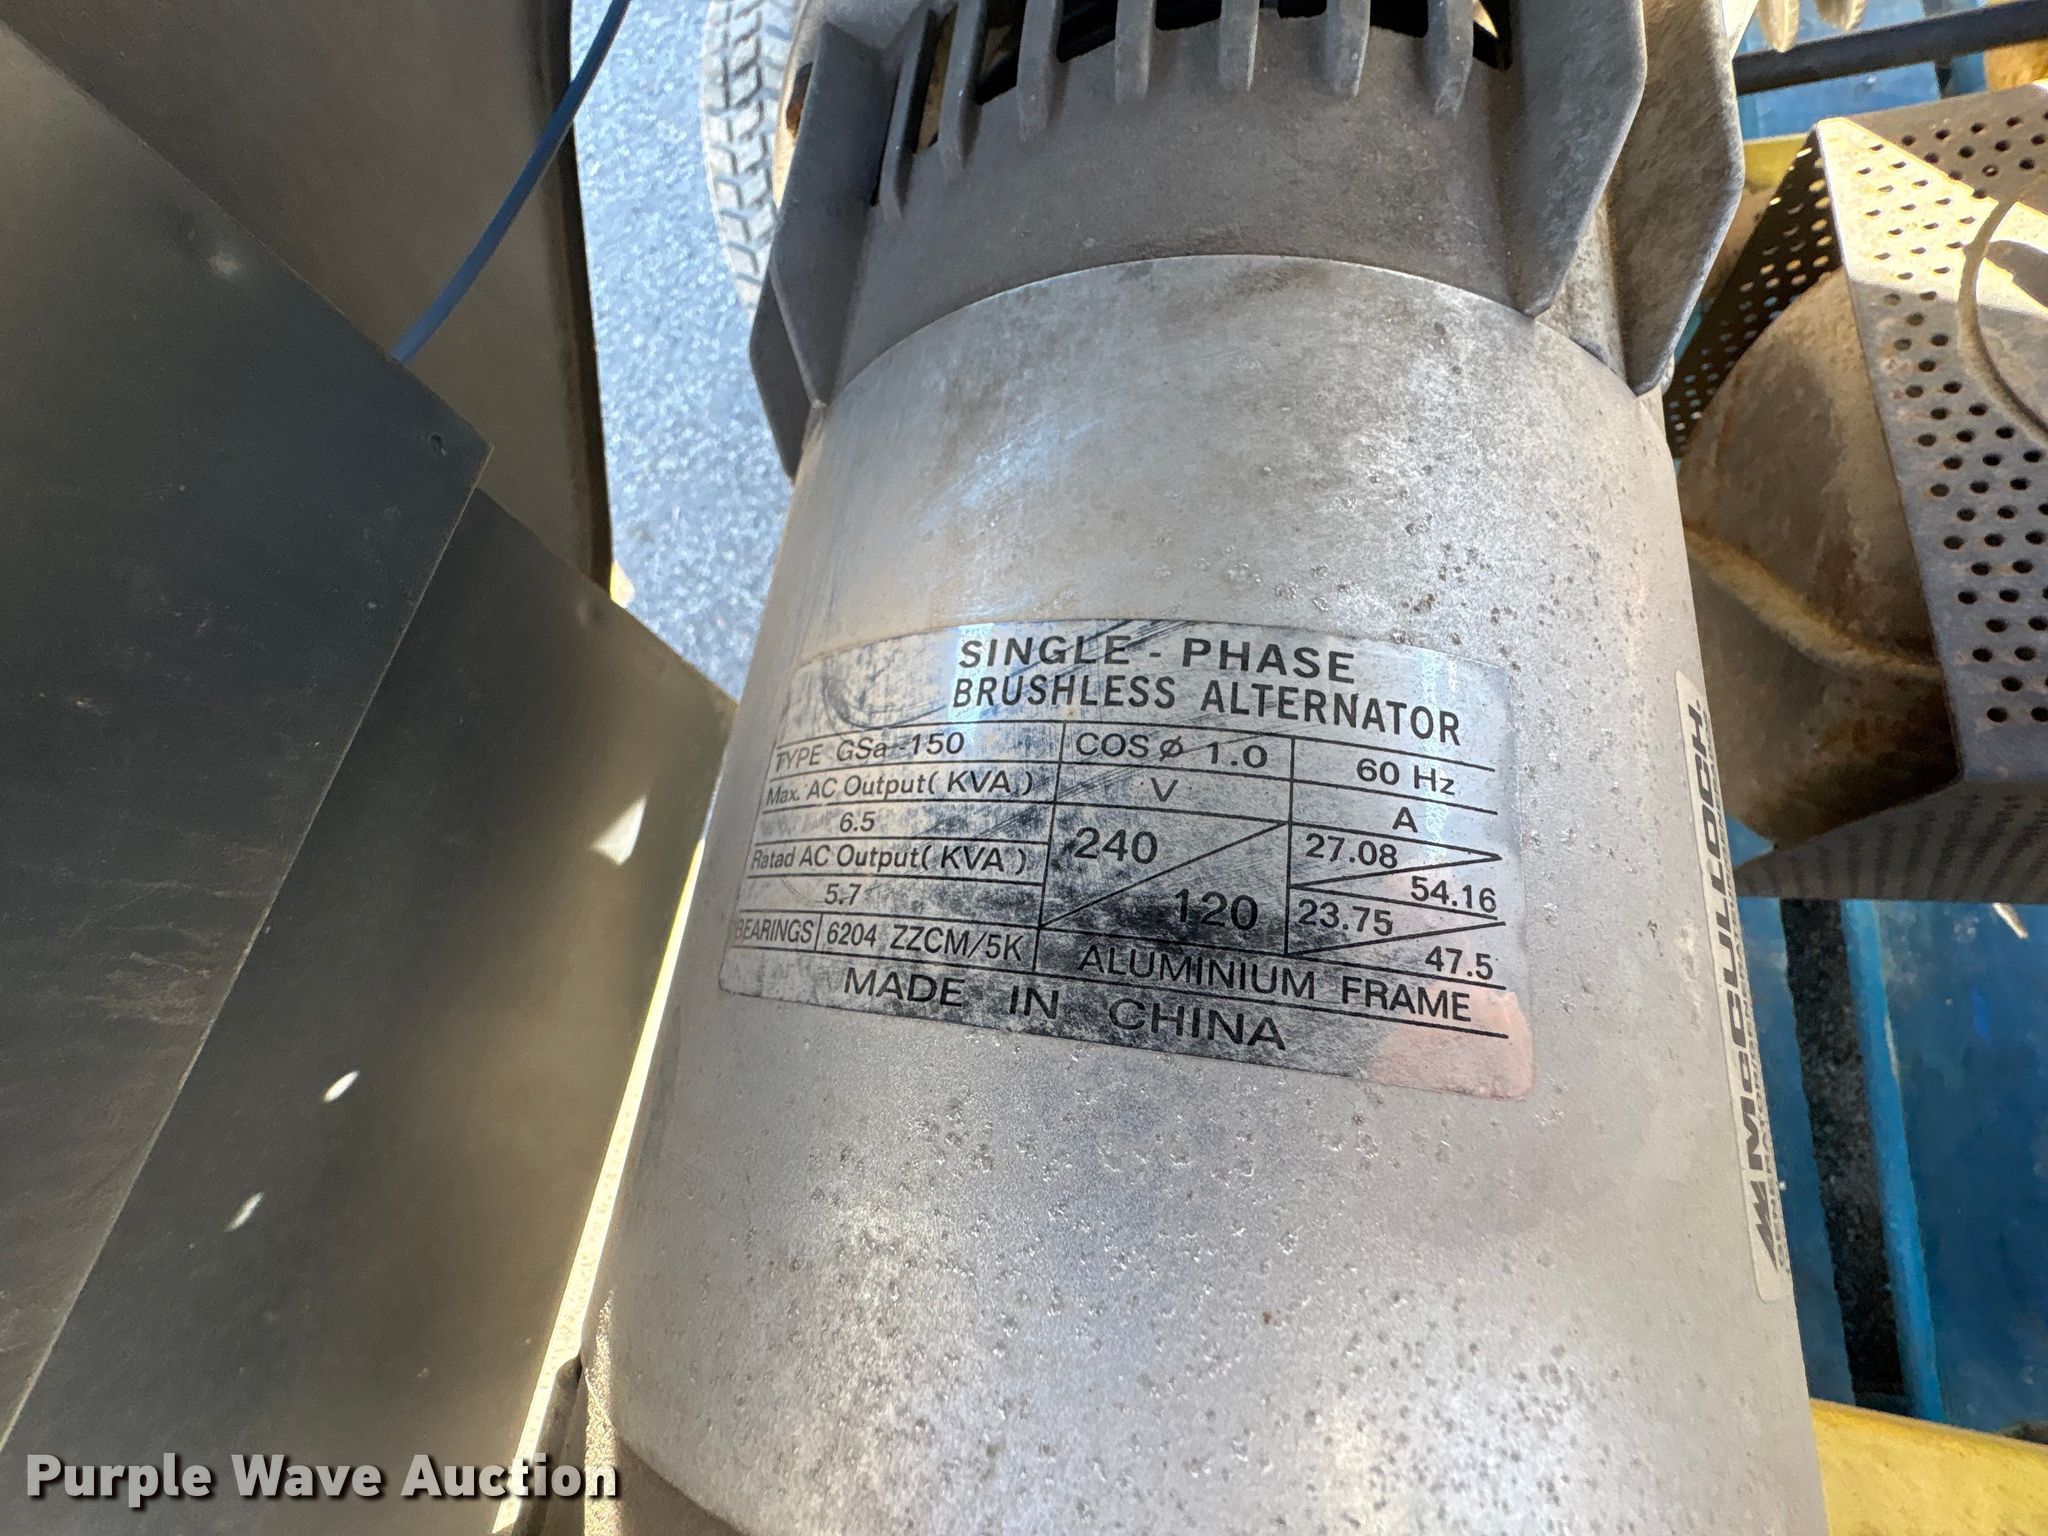 SINGLE - PHASE
BRUSHLESS ALTERNATOR
TYPE GSa -150 COS ϕ 1.0 60 Hz
Max. AC Output( KVA ) V A
6.5 240 27.08
54.16
Ratad AC Output( KVA )
5.7 120 23.75
47.5
BEARINGS 6204 ZZCM/5K ALUMINIUM FRAME
MADE IN CHINA
McCULLOCH
Purple Wave Auction